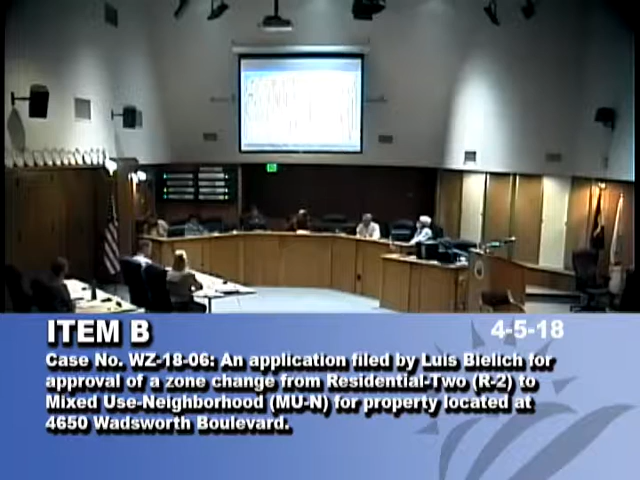 ITEM B
4-5-18
Case No. WZ-18-06: An application filed by Luis Bielich for
approval of a zone change from Residential-Two (R-2) to
Mixed Use-Neighborhood (MU-N) for property located at
4650 Wadsworth Boulevard.